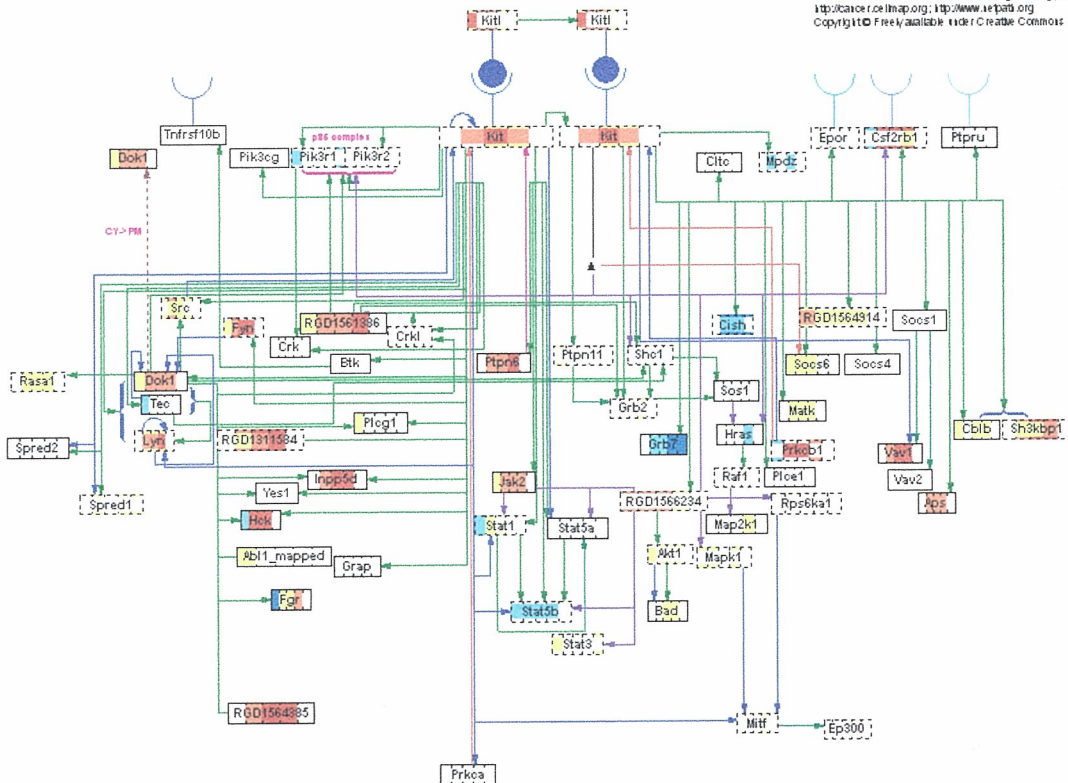 http://cancer.cellmap.org; http://www.netpath.org
Copyright © Freely available under Creative Commons
Kitl
Kitl
Tnfrsf10b
p85 complex
Kit
Kit
Epor
Csf2rb1
Ptpru
Dok1
Pik3cg
Pik3r1
Pik3r2
Cltc
Mpdz
CY->PM
Src
Fyn
RGD1561386
Crkl
Cish
RGD1564914
Socs1
Crk
Btk
Ptpn6
Ptpn11
Shc1
Socs6
Socs4
Rasa1
Dok1
Tec
Sos1
Grb2
Matk
Plcg1
Hras
Cblb
Sh3kbp1
Spred2
Lyn
RGD1311584
Grb7
Prkcb1
Vav1
Raf1
Plce1
Vav2
Inpp5d
Jak2
Yes1
RGD1566234
Rps6ka1
Aps
Spred1
Hck
Stat1
Stat5a
Map2k1
Abl1_mapped
Grap
Akt1
Mapk1
Fgr
Stat5b
Bad
Stat3
RGD1564385
Mitf
Ep300
Prkca